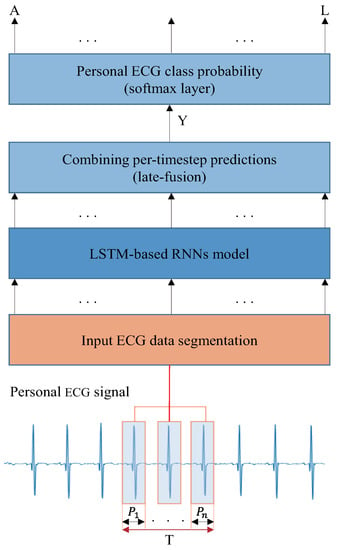 A L
. . . . . .
Personal ECG class probability
(softmax layer)
Y
Combining per-timestep predictions
(late-fusion)
. . . . . .
LSTM-based RNNs model
. . . . . .
Input ECG data segmentation
Personal ECG signal
P1 . . . Pn
T